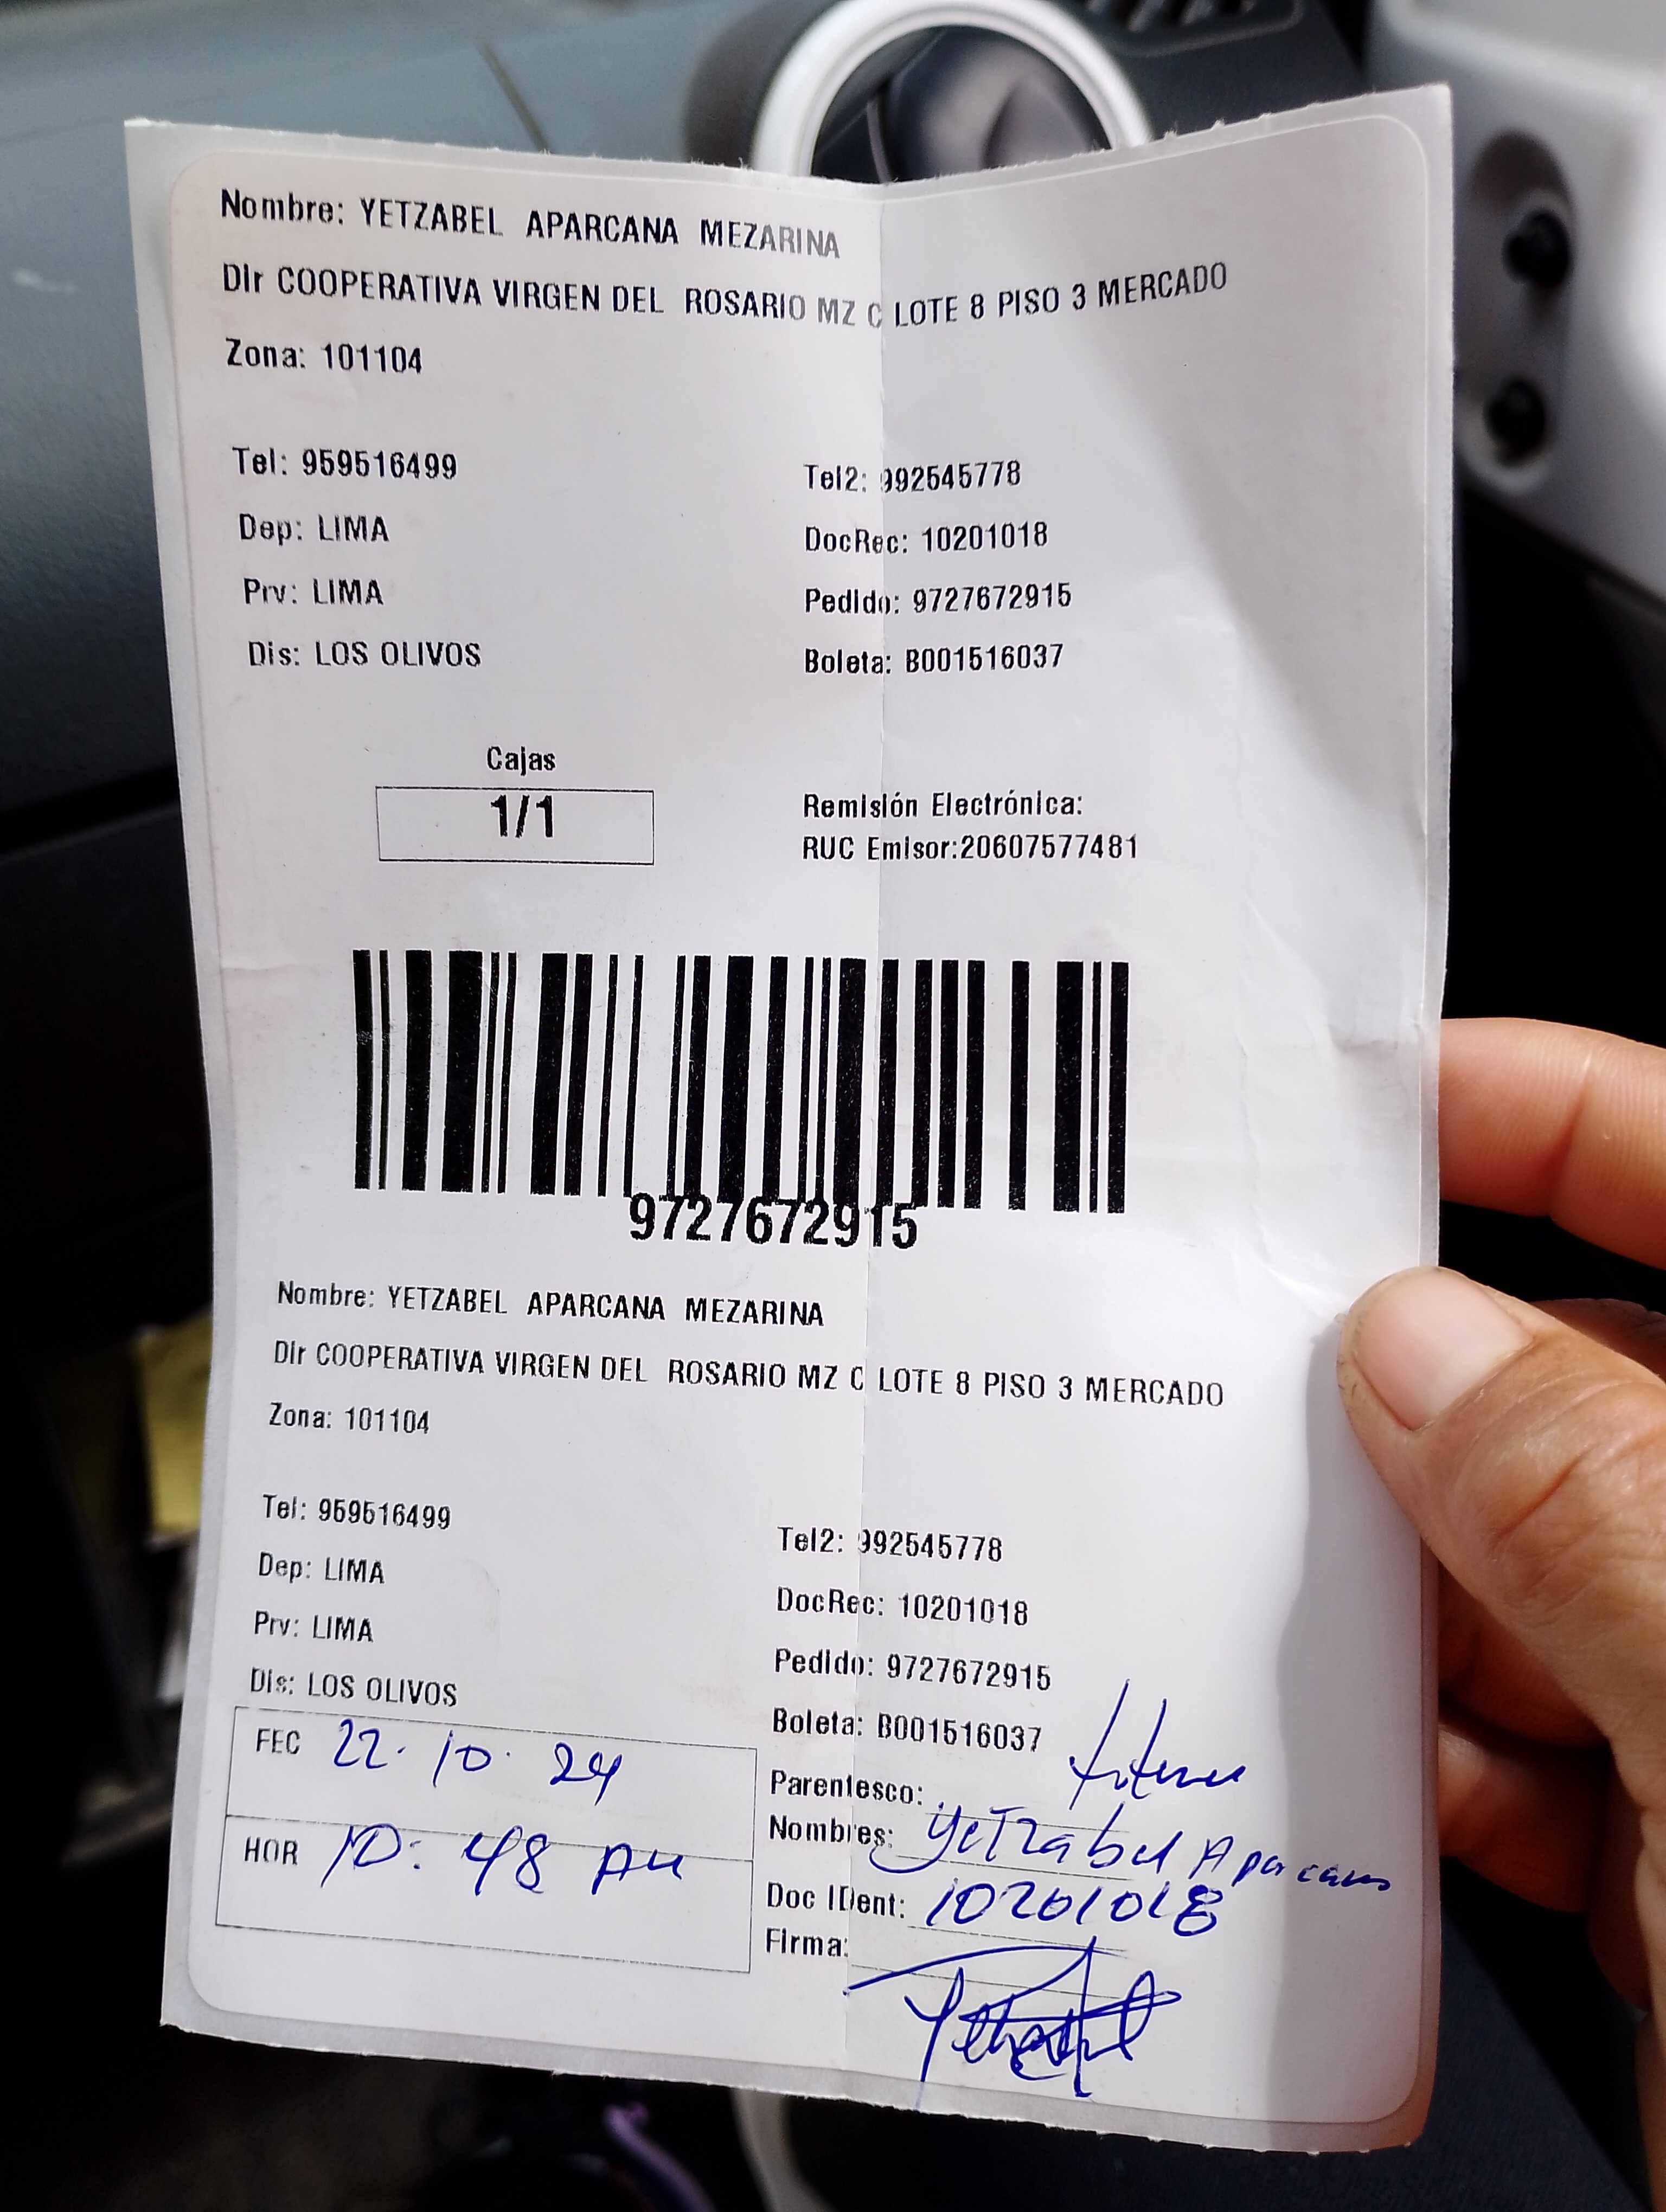 Nombre: YETZABEL APARCANA MEZARINA
Dir COOPERATIVA VIRGEN DEL ROSARIO MZ C LOTE 8 PISO 3 MERCADO
Zona: 101104
Tel: 959516499
Tel2: 992545778
Dep: LIMA
DocRec: 10201018
Prv: LIMA
Pedido: 9727672915
Dis: LOS OLIVOS
Boleta: B001516037
Cajas
1/1
Remisión Electrónica:
RUC Emisor:20607577481
9727672915
Nombre: YETZABEL APARCANA MEZARINA
Dir COOPERATIVA VIRGEN DEL ROSARIO MZ C LOTE 8 PISO 3 MERCADO
Zona: 101104
Tel: 959516499
Tel2: 992545778
Dep: LIMA
DocRec: 10201018
Prv: LIMA
Pedido: 9727672915
Dis: LOS OLIVOS
Boleta: B001516037
FEC 22.10.24
Parentesco:
HOR 10:48 AM
Nombres: Yetzabel Aparcana
Doc IDent: 10201018
Firma: